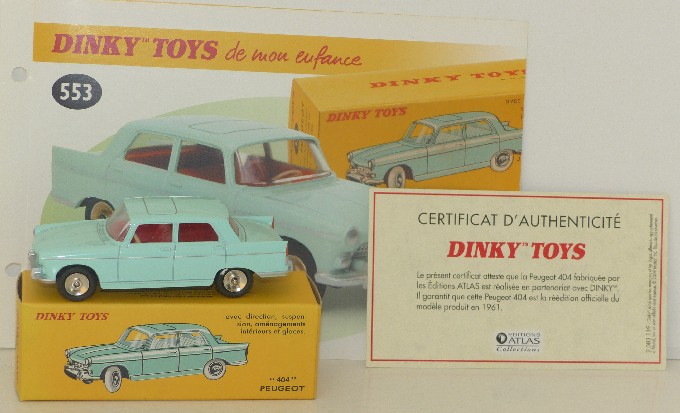 DINKY™ TOYS de mon enfance
553
DINKY TOYS
DINKY TOYS
CERTIFICAT D'AUTHENTICITÉ
DINKY™ TOYS
Le présent certificat atteste que la Peugeot 404 fabriquée par
les Éditions ATLAS est réalisée en partenariat avec DINKY™.
Il garantit que cette Peugeot 404 est la réédition officielle du
modèle produit en 1961.
EDITIONS
ATLAS
Collections
DINKY TOYS
avec direction, suspen
sion, aménagements
intérieurs et glaces.
"404"
PEUGEOT